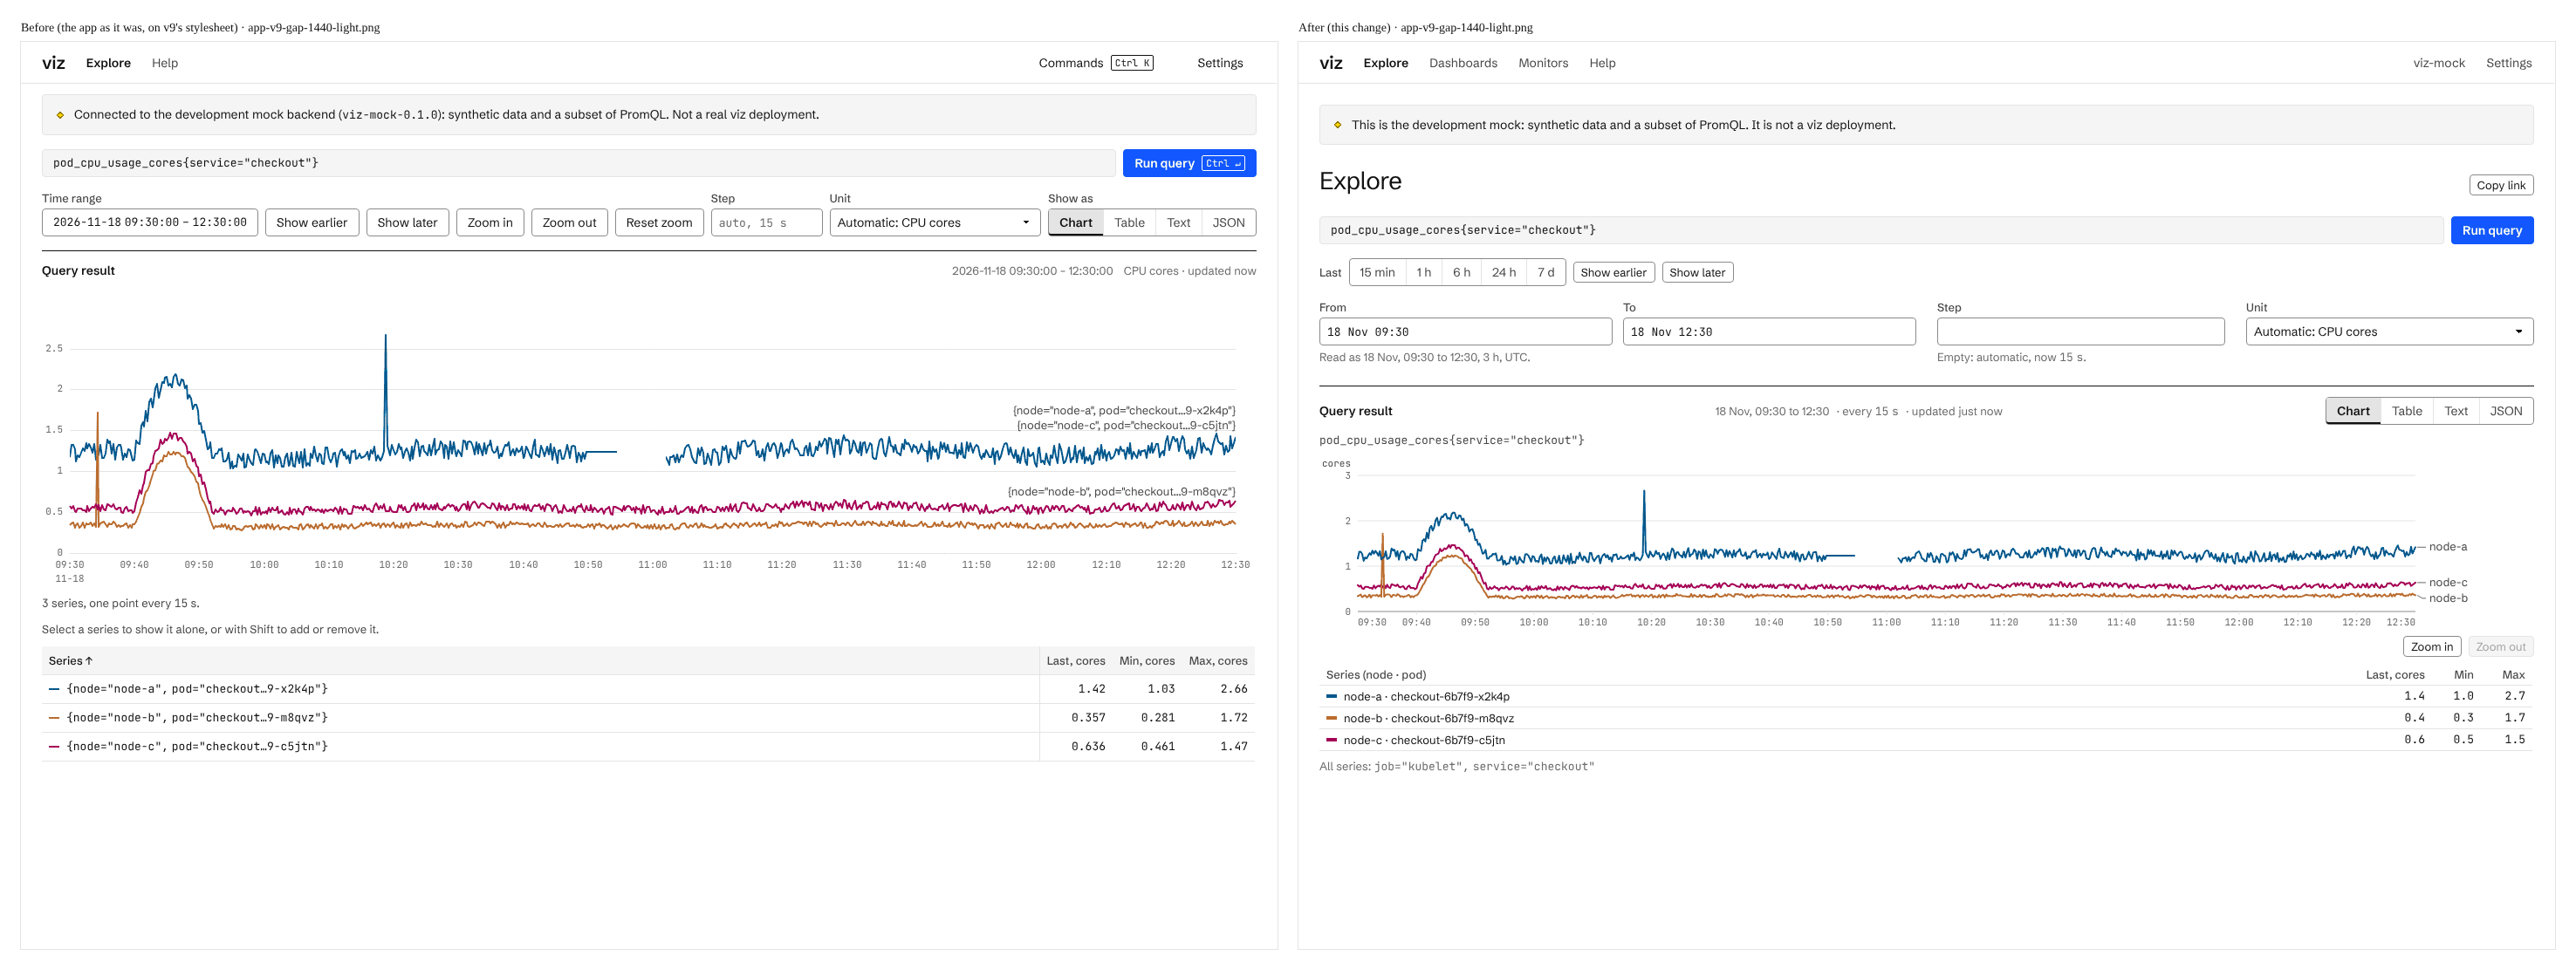 Before (the app as it was, on v9's stylesheet) · app-v9-gap-1440-light.png
viz Explore Help Commands Ctrl K Settings
Connected to the development mock backend (viz-mock-0.1.0): synthetic data and a subset of PromQL. Not a real viz deployment.
pod_cpu_usage_cores{service="checkout"} Run query Ctrl ↵
Time range Step Unit Show as
2026-11-18 09:30:00 – 12:30:00 Show earlier Show later Zoom in Zoom out Reset zoom auto, 15 s Automatic: CPU cores Chart Table Text JSON
Query result 2026-11-18 09:30:00 – 12:30:00 CPU cores · updated now
2.5
2
{node="node-a", pod="checkout…9-x2k4p"}
1.5 {node="node-c", pod="checkout…9-c5jtn"}
1
{node="node-b", pod="checkout…9-m8qvz"}
0.5
0
09:30 09:40 09:50 10:00 10:10 10:20 10:30 10:40 10:50 11:00 11:10 11:20 11:30 11:40 11:50 12:00 12:10 12:20 12:30
11-18
3 series, one point every 15 s.
Select a series to show it alone, or with Shift to add or remove it.
Series ↑ Last, cores Min, cores Max, cores
{node="node-a", pod="checkout…9-x2k4p"} 1.42 1.03 2.66
{node="node-b", pod="checkout…9-m8qvz"} 0.357 0.281 1.72
{node="node-c", pod="checkout…9-c5jtn"} 0.636 0.461 1.47
After (this change) · app-v9-gap-1440-light.png
viz Explore Dashboards Monitors Help viz-mock Settings
This is the development mock: synthetic data and a subset of PromQL. It is not a viz deployment.
Explore
Copy link
pod_cpu_usage_cores{service="checkout"} Run query
Last 15 min 1 h 6 h 24 h 7 d Show earlier Show later
From To Step Unit
18 Nov 09:30 18 Nov 12:30 Automatic: CPU cores
Read as 18 Nov, 09:30 to 12:30, 3 h, UTC. Empty: automatic, now 15 s.
Query result 18 Nov, 09:30 to 12:30 · every 15 s · updated just now Chart Table Text JSON
pod_cpu_usage_cores{service="checkout"}
cores
3
2
1
0
node-a
node-c
node-b
09:30 09:40 09:50 10:00 10:10 10:20 10:30 10:40 10:50 11:00 11:10 11:20 11:30 11:40 11:50 12:00 12:10 12:20 12:30
Zoom in Zoom out
Series (node · pod) Last, cores Min Max
node-a · checkout-6b7f9-x2k4p 1.4 1.0 2.7
node-b · checkout-6b7f9-m8qvz 0.4 0.3 1.7
node-c · checkout-6b7f9-c5jtn 0.6 0.5 1.5
All series: job="kubelet", service="checkout"